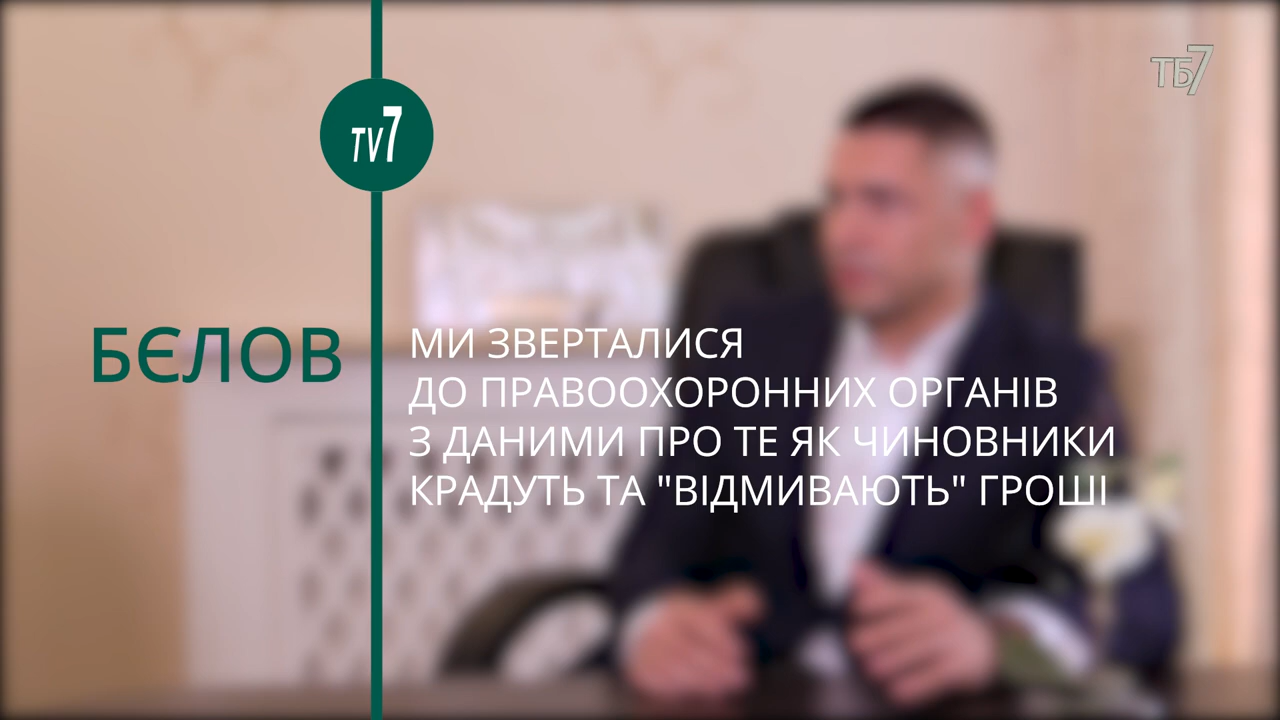 ТБ7
TV7
БЄЛОВ
МИ ЗВЕРТАЛИСЯ
ДО ПРАВООХОРОННИХ ОРГАНІВ
З ДАНИМИ ПРО ТЕ ЯК ЧИНОВНИКИ
КРАДУТЬ ТА "ВІДМИВАЮТЬ" ГРОШІ